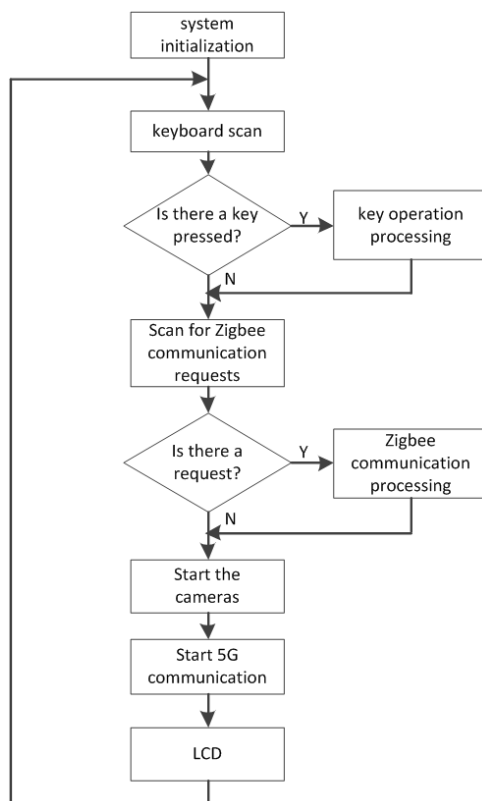 system
initialization
keyboard scan
Is there a key
pressed?
Y
key operation
processing
N
Scan for Zigbee
communication
requests
Is there a
request?
Y
Zigbee
communication
processing
N
Start the
cameras
Start 5G
communication
LCD